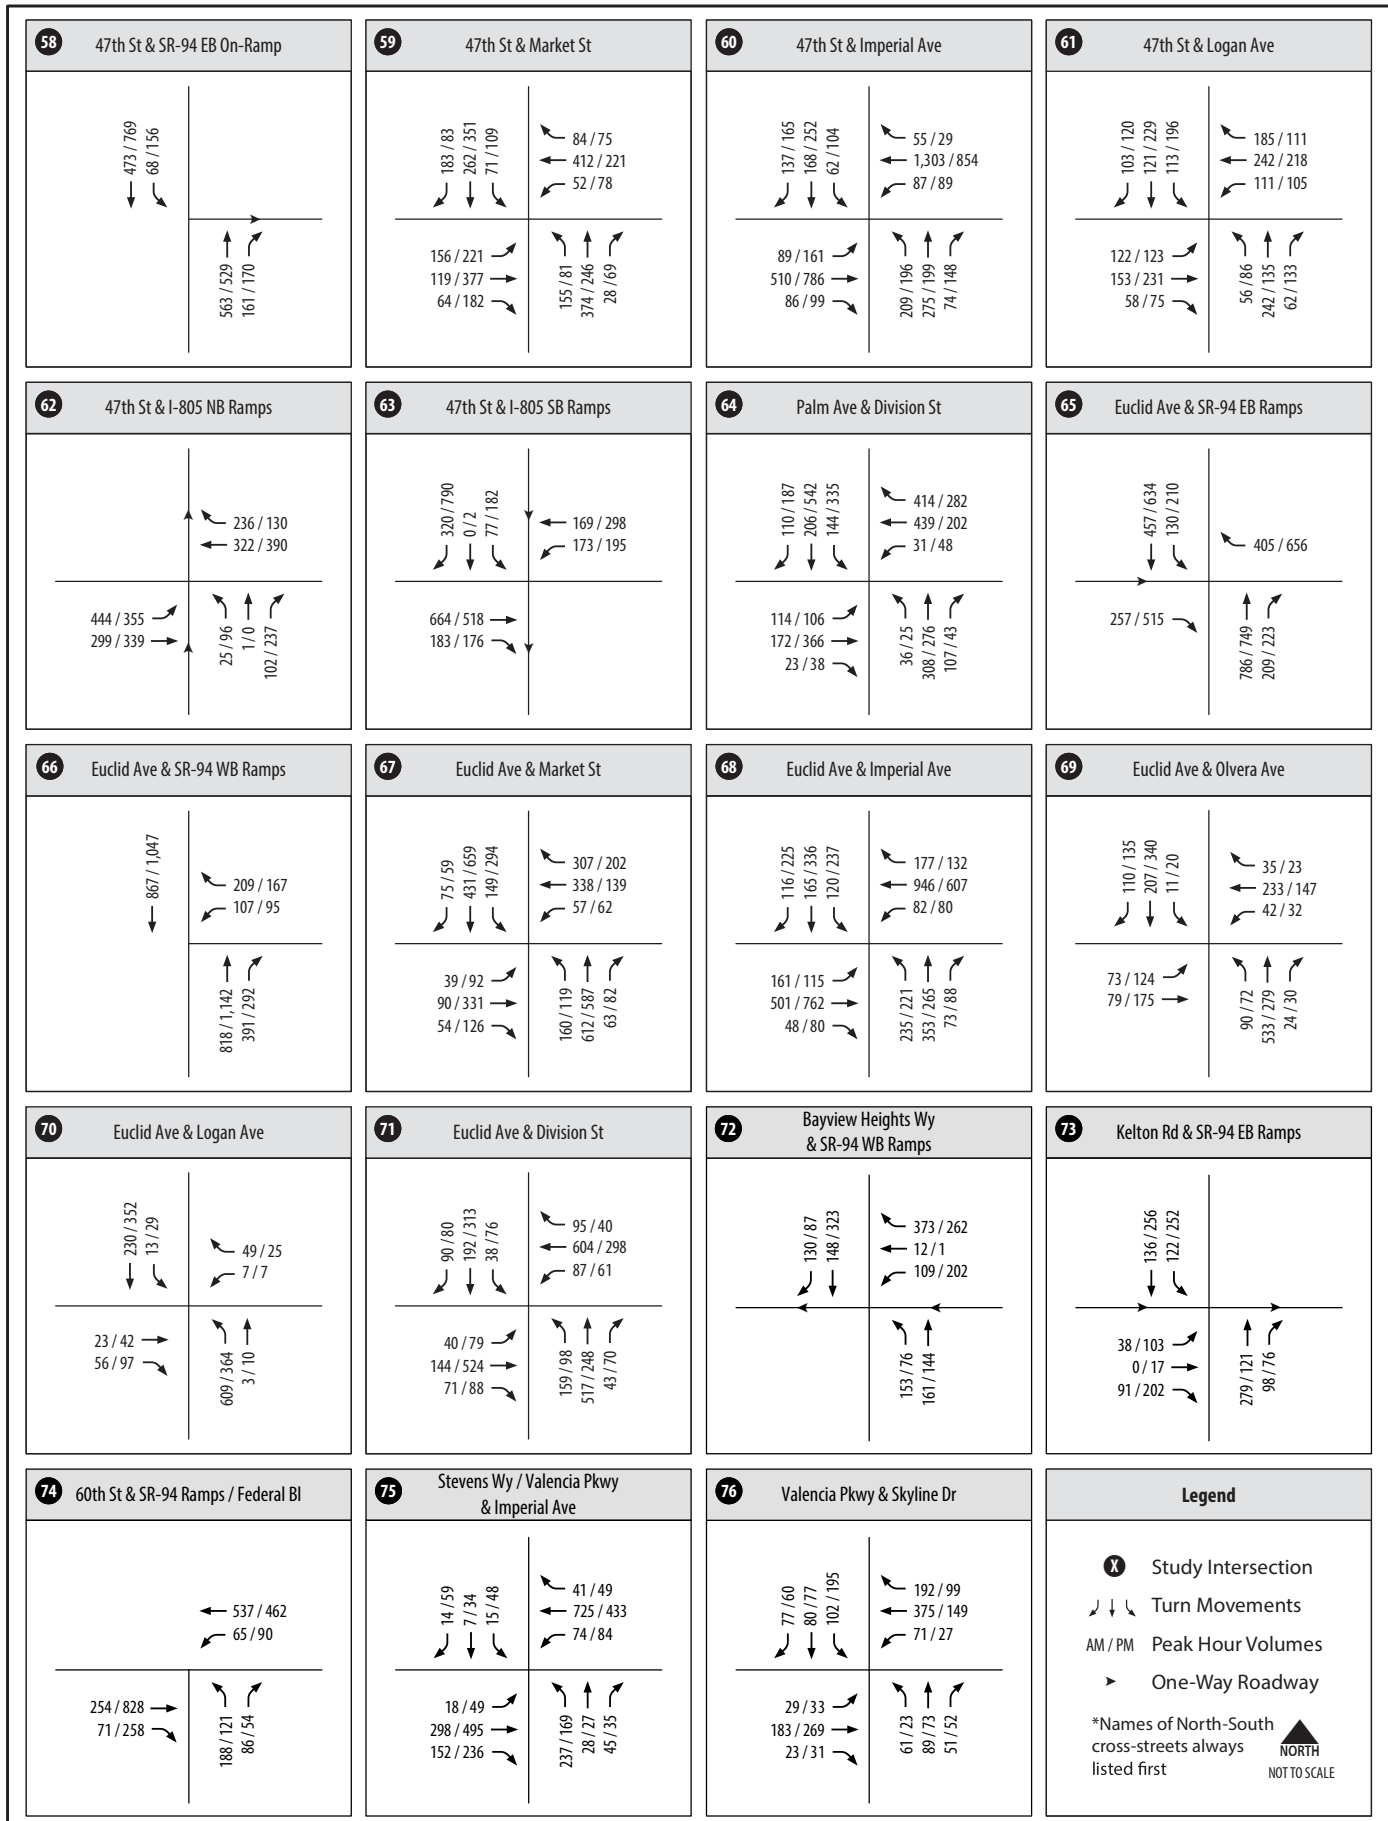 58
47th St & SR-94 EB On-Ramp
473 / 769
68 / 156
563 / 529
161 / 170
59
47th St & Market St
183 / 83
262 / 351
71 / 109
84 / 75
412 / 221
52 / 78
156 / 221
119 / 377
64 / 182
155 / 81
374 / 246
28 / 69
60
47th St & Imperial Ave
137 / 165
168 / 252
62 / 104
55 / 29
1,303 / 854
87 / 89
89 / 161
510 / 786
86 / 99
209 / 196
275 / 199
74 / 148
61
47th St & Logan Ave
103 / 120
121 / 229
113 / 196
185 / 111
242 / 218
111 / 105
122 / 123
153 / 231
58 / 75
56 / 86
242 / 135
62 / 133
62
47th St & I-805 NB Ramps
236 / 130
322 / 390
444 / 355
299 / 339
25 / 96
1 / 0
102 / 237
63
47th St & I-805 SB Ramps
320 / 790
0 / 2
77 / 182
169 / 298
173 / 195
664 / 518
183 / 176
64
Palm Ave & Division St
110 / 187
206 / 542
144 / 335
414 / 282
439 / 202
31 / 48
114 / 106
172 / 366
23 / 38
36 / 25
308 / 276
107 / 43
65
Euclid Ave & SR-94 EB Ramps
457 / 634
130 / 210
405 / 656
257 / 515
786 / 749
209 / 223
66
Euclid Ave & SR-94 WB Ramps
867 / 1,047
209 / 167
107 / 95
818 / 1,142
391 / 292
67
Euclid Ave & Market St
75 / 59
431 / 659
149 / 294
307 / 202
338 / 139
57 / 62
39 / 92
90 / 331
54 / 126
160 / 119
612 / 587
63 / 82
68
Euclid Ave & Imperial Ave
116 / 225
165 / 336
120 / 237
177 / 132
946 / 607
82 / 80
161 / 115
501 / 762
48 / 80
235 / 221
353 / 265
73 / 88
69
Euclid Ave & Olvera Ave
110 / 135
207 / 340
11 / 20
35 / 23
233 / 147
42 / 32
73 / 124
79 / 175
90 / 72
533 / 279
24 / 30
70
Euclid Ave & Logan Ave
230 / 352
13 / 29
49 / 25
7 / 7
23 / 42
56 / 97
609 / 364
3 / 10
71
Euclid Ave & Division St
90 / 80
192 / 313
38 / 76
95 / 40
604 / 298
87 / 61
40 / 79
144 / 524
71 / 88
159 / 98
517 / 248
43 / 70
72
Bayview Heights Wy
& SR-94 WB Ramps
130 / 87
148 / 323
373 / 262
12 / 1
109 / 202
153 / 76
161 / 144
73
Kelton Rd & SR-94 EB Ramps
136 / 256
122 / 252
38 / 103
0 / 17
91 / 202
279 / 121
98 / 76
74
60th St & SR-94 Ramps / Federal Bl
537 / 462
65 / 90
254 / 828
71 / 258
188 / 121
86 / 54
75
Stevens Wy / Valencia Pkwy
& Imperial Ave
14 / 59
7 / 34
15 / 48
41 / 49
725 / 433
74 / 84
18 / 49
298 / 495
152 / 236
237 / 169
28 / 27
45 / 35
76
Valencia Pkwy & Skyline Dr
77 / 60
80 / 77
102 / 195
192 / 99
375 / 149
71 / 27
29 / 33
183 / 269
23 / 31
61 / 23
89 / 73
51 / 52
Legend
X Study Intersection
Turn Movements
AM / PM Peak Hour Volumes
One-Way Roadway
*Names of North-South
cross-streets always
listed first
NORTH
NOT TO SCALE